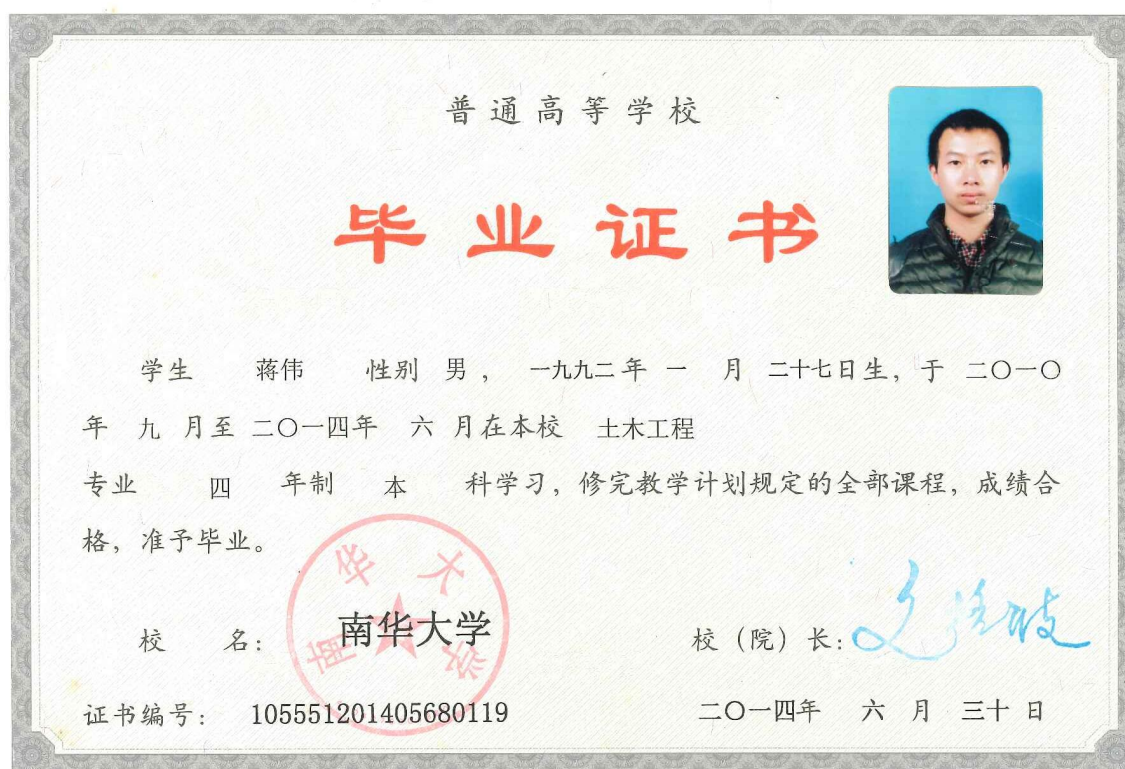 普通高等学校
毕业证书
学生 蒋伟 性别 男， 一九九二年 一 月 二十七日生，于 二〇一〇
年 九 月至 二〇一四年 六 月在本校 土木工程
专业 四 年制 本 科学习，修完教学计划规定的全部课程，成绩合
格，准予毕业。
南华大学
校 名： 南华大学 校（院）长：
证书编号： 105551201405680119 二〇一四年 六 月 三十 日